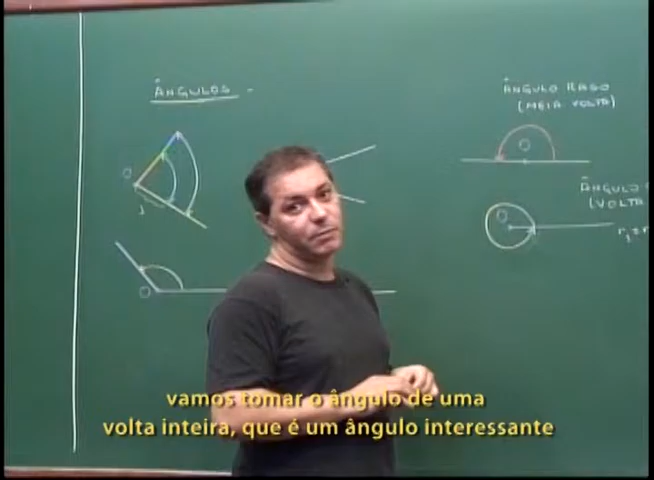 ÂNGULOS
ÂNGULO RASO
(MEIA VOLTA)
O
O
ÂNGULO
(VOLTA
O
O
vamos tomar o ângulo de uma
volta inteira, que é um ângulo interessante